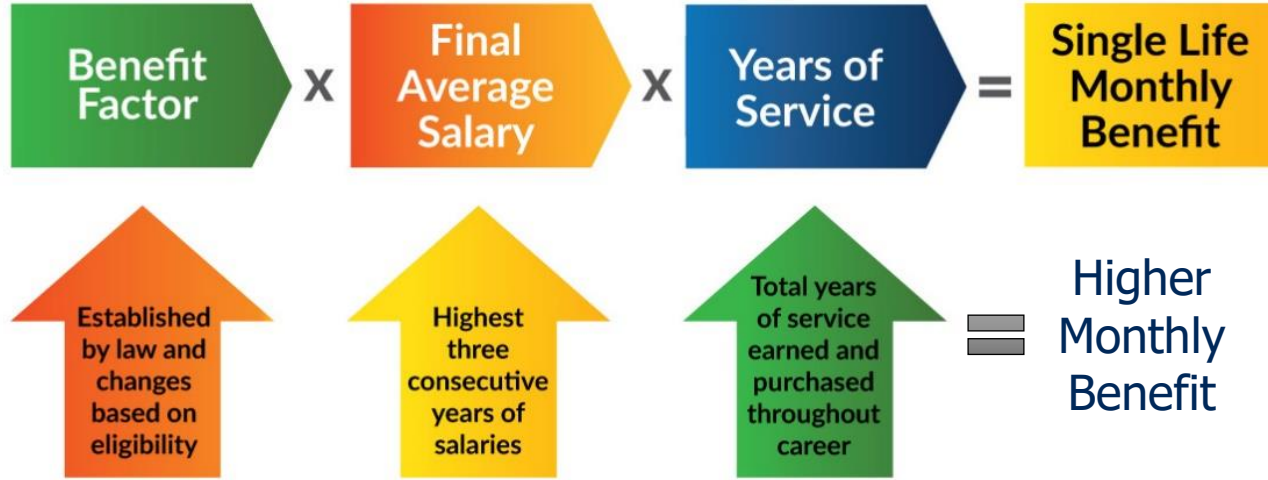 Benefit
Factor
x
Final
Average
Salary
x
Years of
Service
=
Single Life
Monthly
Benefit
Established
by law and
changes
based on
eligibility
Highest
three
consecutive
years of
salaries
Total years
of service
earned and
purchased
throughout
career
=
Higher
Monthly
Benefit